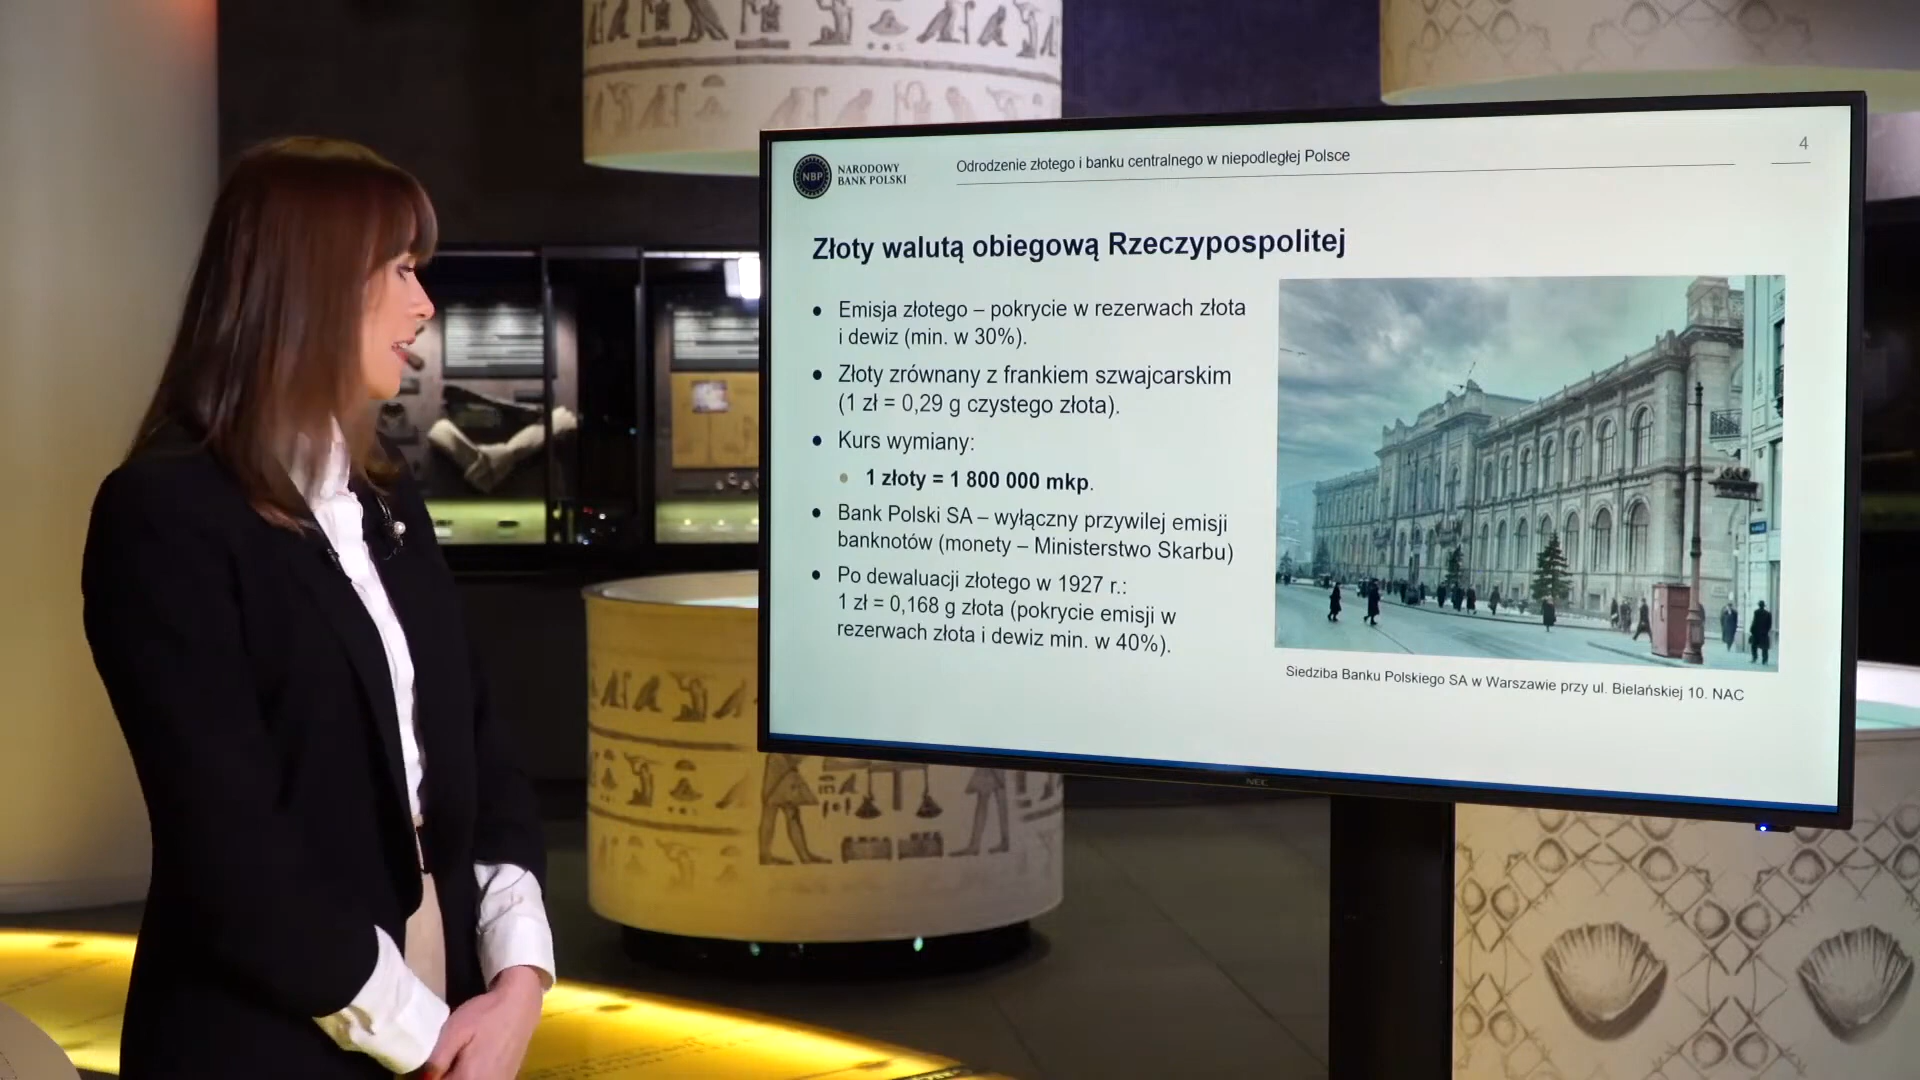 NBP
NARODOWY
BANK POLSKI
Odrodzenie złotego i banku centralnego w niepodległej Polsce
4
Złoty walutą obiegową Rzeczypospolitej
• Emisja złotego – pokrycie w rezerwach złota
i dewiz (min. w 30%).
• Złoty zrównany z frankiem szwajcarskim
(1 zł = 0,29 g czystego złota).
• Kurs wymiany:
• 1 złoty = 1 800 000 mkp.
• Bank Polski SA – wyłączny przywilej emisji
banknotów (monety – Ministerstwo Skarbu)
• Po dewaluacji złotego w 1927 r.:
1 zł = 0,168 g złota (pokrycie emisji w
rezerwach złota i dewiz min. w 40%).
Siedziba Banku Polskiego SA w Warszawie przy ul. Bielańskiej 10. NAC
NEC